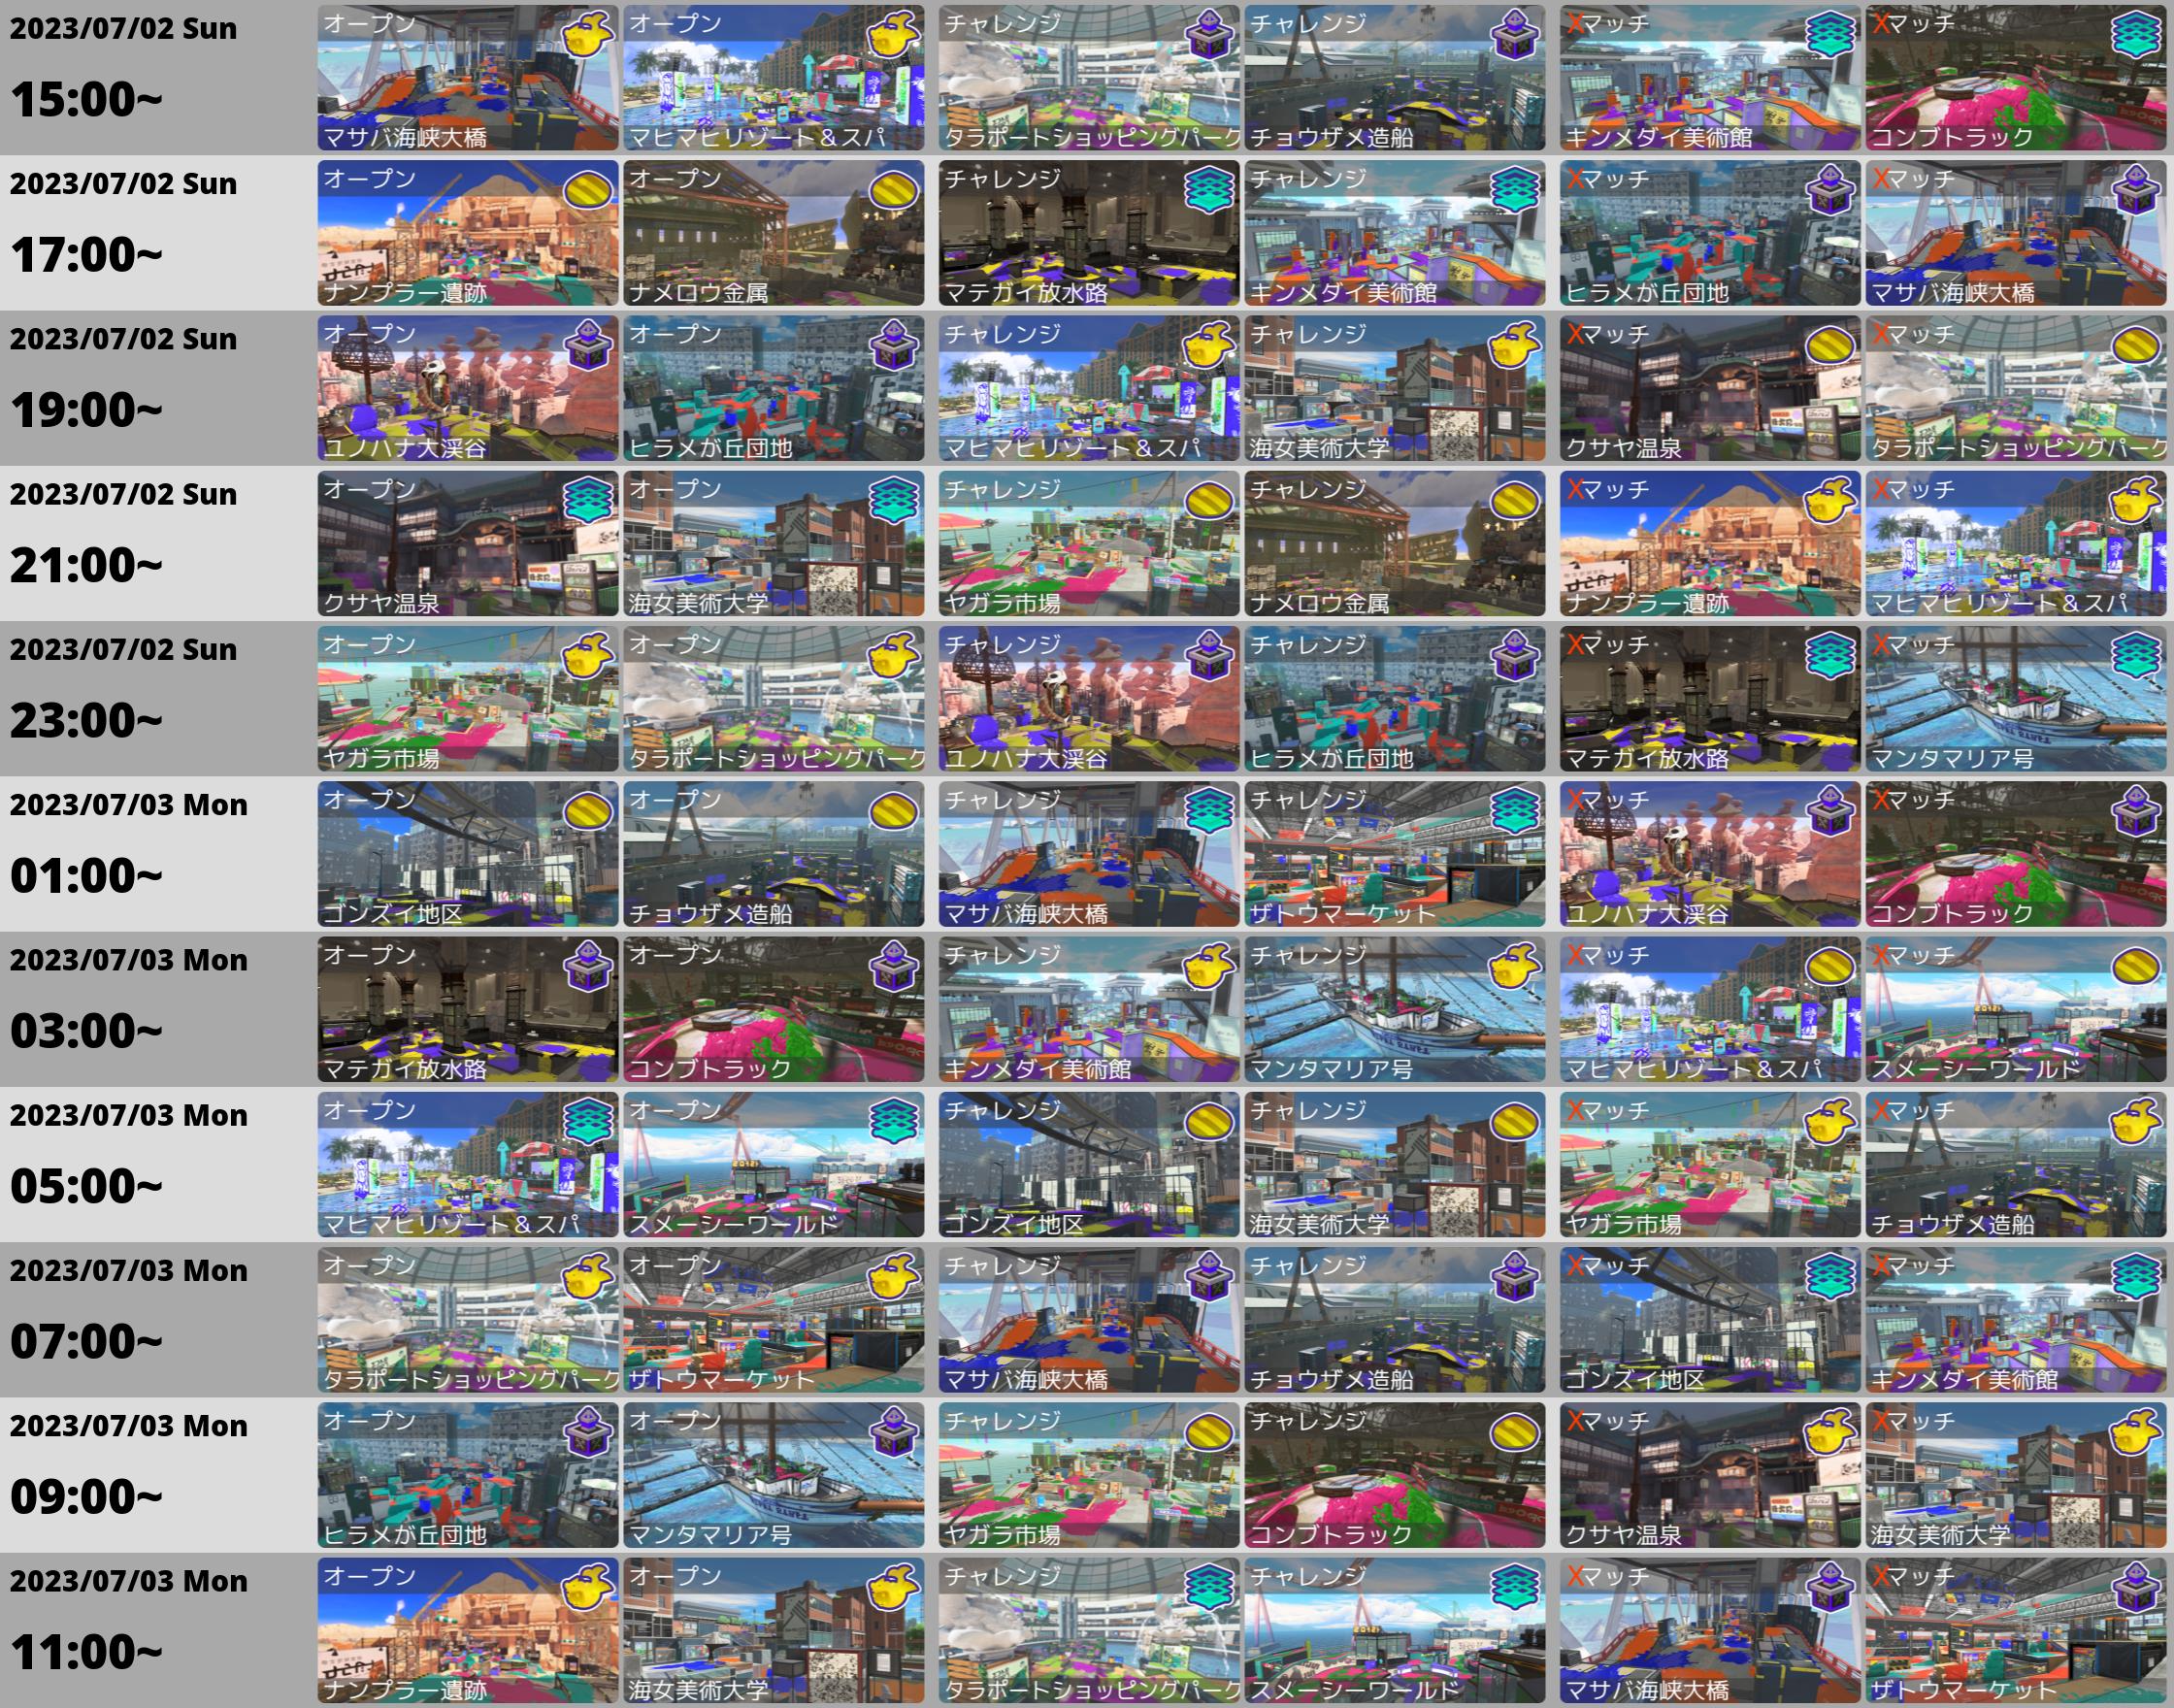 2023/07/02 Sun
15:00~
オープン
マサバ海峡大橋
オープン
マヒマヒリゾート＆スパ
チャレンジ
タラポートショッピングパーク
チャレンジ
チョウザメ造船
Xマッチ
キンメダイ美術館
Xマッチ
コンブトラック
2023/07/02 Sun
17:00~
オープン
ナンプラー遺跡
オープン
ナメロウ金属
チャレンジ
マテガイ放水路
チャレンジ
キンメダイ美術館
Xマッチ
ヒラメが丘団地
Xマッチ
マサバ海峡大橋
2023/07/02 Sun
19:00~
オープン
ユノハナ大渓谷
オープン
ヒラメが丘団地
チャレンジ
マヒマヒリゾート＆スパ
チャレンジ
海女美術大学
Xマッチ
クサヤ温泉
Xマッチ
タラポートショッピングパーク
2023/07/02 Sun
21:00~
オープン
クサヤ温泉
オープン
海女美術大学
チャレンジ
ヤガラ市場
チャレンジ
ナメロウ金属
Xマッチ
ナンプラー遺跡
Xマッチ
マヒマヒリゾート＆スパ
2023/07/02 Sun
23:00~
オープン
ヤガラ市場
オープン
タラポートショッピングパーク
チャレンジ
ユノハナ大渓谷
チャレンジ
ヒラメが丘団地
Xマッチ
マテガイ放水路
Xマッチ
マンタマリア号
2023/07/03 Mon
01:00~
オープン
ゴンズイ地区
オープン
チョウザメ造船
チャレンジ
マサバ海峡大橋
チャレンジ
ザトウマーケット
Xマッチ
ユノハナ大渓谷
Xマッチ
コンブトラック
2023/07/03 Mon
03:00~
オープン
マテガイ放水路
オープン
コンブトラック
チャレンジ
キンメダイ美術館
チャレンジ
マンタマリア号
Xマッチ
マヒマヒリゾート＆スパ
Xマッチ
スメーシーワールド
2023/07/03 Mon
05:00~
オープン
マヒマヒリゾート＆スパ
オープン
スメーシーワールド
チャレンジ
ゴンズイ地区
チャレンジ
海女美術大学
Xマッチ
ヤガラ市場
Xマッチ
チョウザメ造船
2023/07/03 Mon
07:00~
オープン
タラポートショッピングパーク
オープン
ザトウマーケット
チャレンジ
マサバ海峡大橋
チャレンジ
チョウザメ造船
Xマッチ
ゴンズイ地区
Xマッチ
キンメダイ美術館
2023/07/03 Mon
09:00~
オープン
ヒラメが丘団地
オープン
マンタマリア号
チャレンジ
ヤガラ市場
チャレンジ
コンブトラック
Xマッチ
クサヤ温泉
Xマッチ
海女美術大学
2023/07/03 Mon
11:00~
オープン
ナンプラー遺跡
オープン
海女美術大学
チャレンジ
タラポートショッピングパーク
チャレンジ
スメーシーワールド
Xマッチ
マサバ海峡大橋
Xマッチ
ザトウマーケット